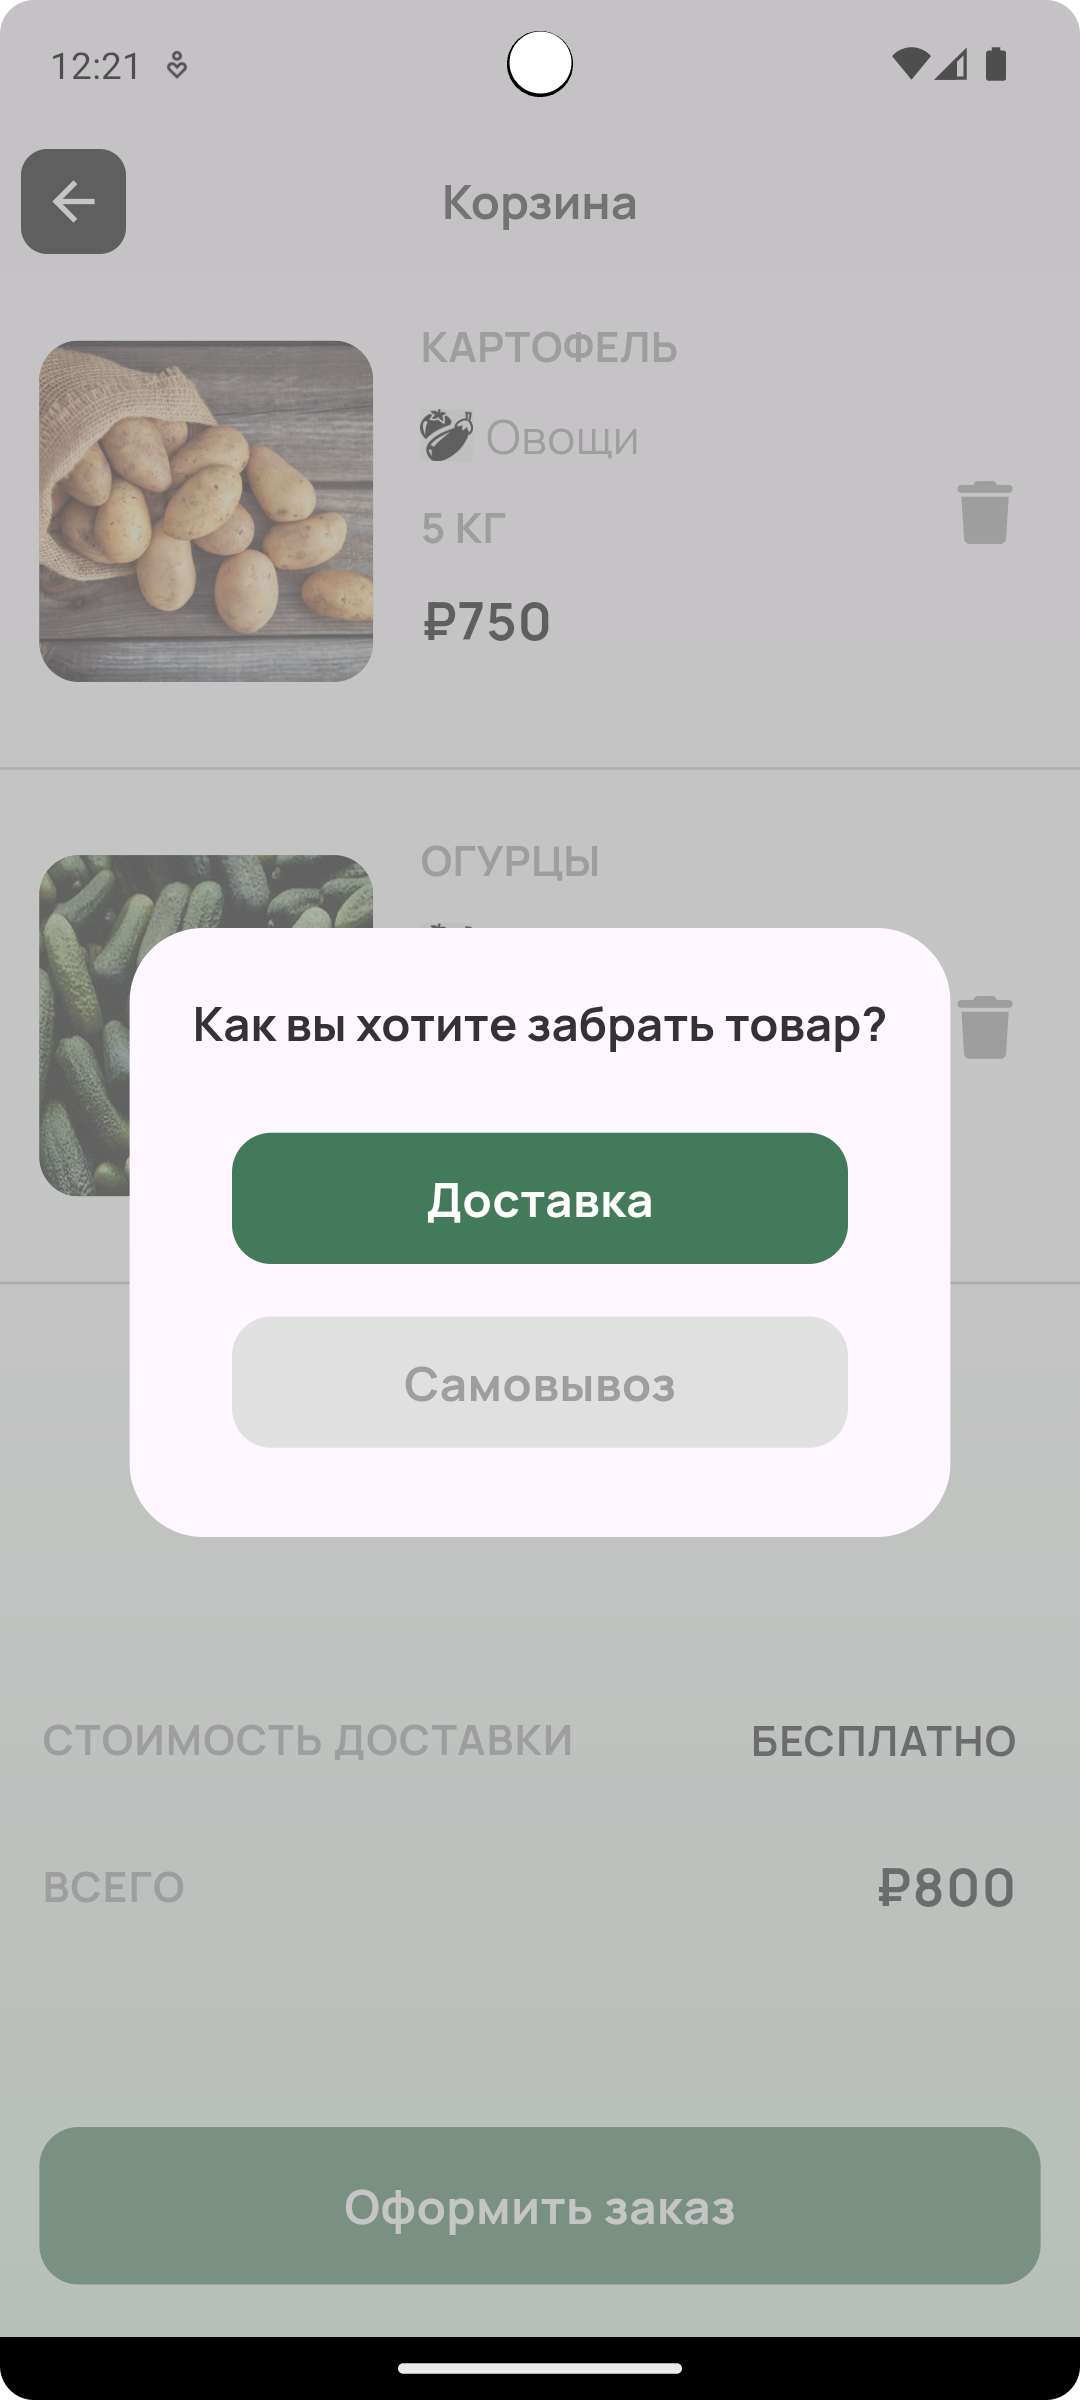 12:21
Корзина
КАРТОФЕЛЬ
Овощи
5 КГ
₽750
ОГУРЦЫ
Как вы хотите забрать товар?
Доставка
Самовывоз
СТОИМОСТЬ ДОСТАВКИ БЕСПЛАТНО
ВСЕГО ₽800
Оформить заказ